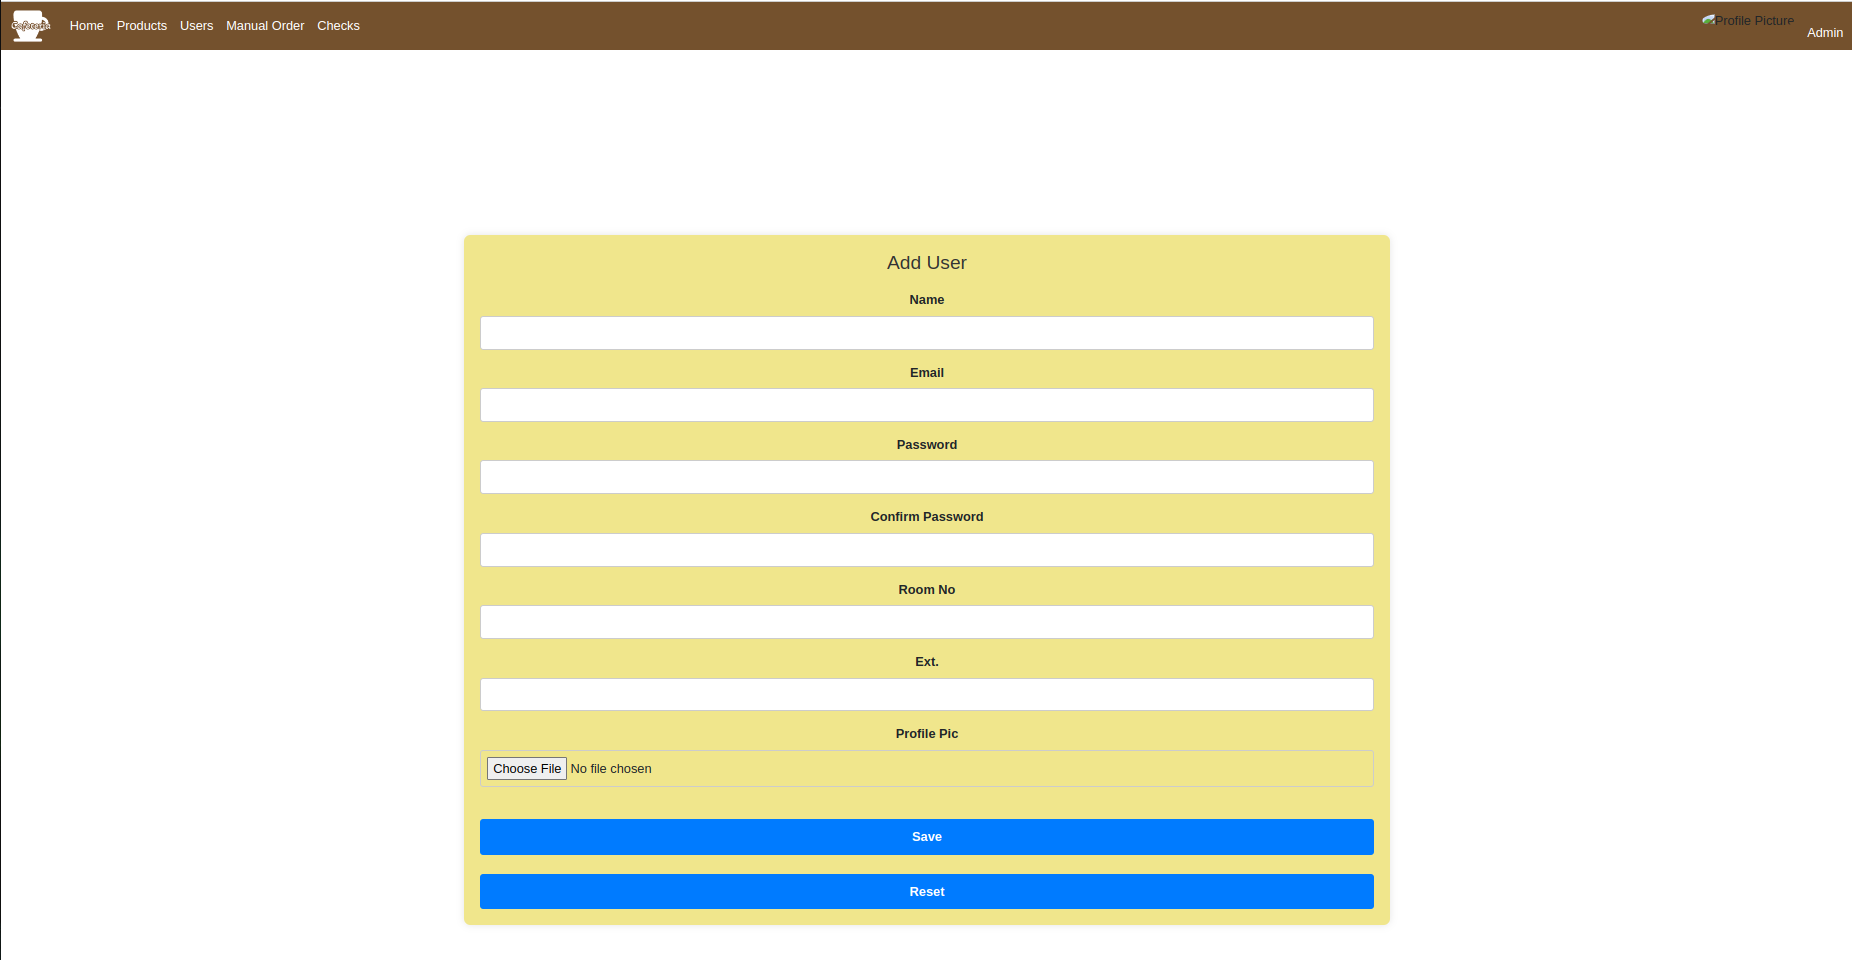 Cafeteria Home Products Users Manual Order Checks Profile Picture Admin
Add User
Name
Email
Password
Confirm Password
Room No
Ext.
Profile Pic
Choose File No file chosen
Save
Reset